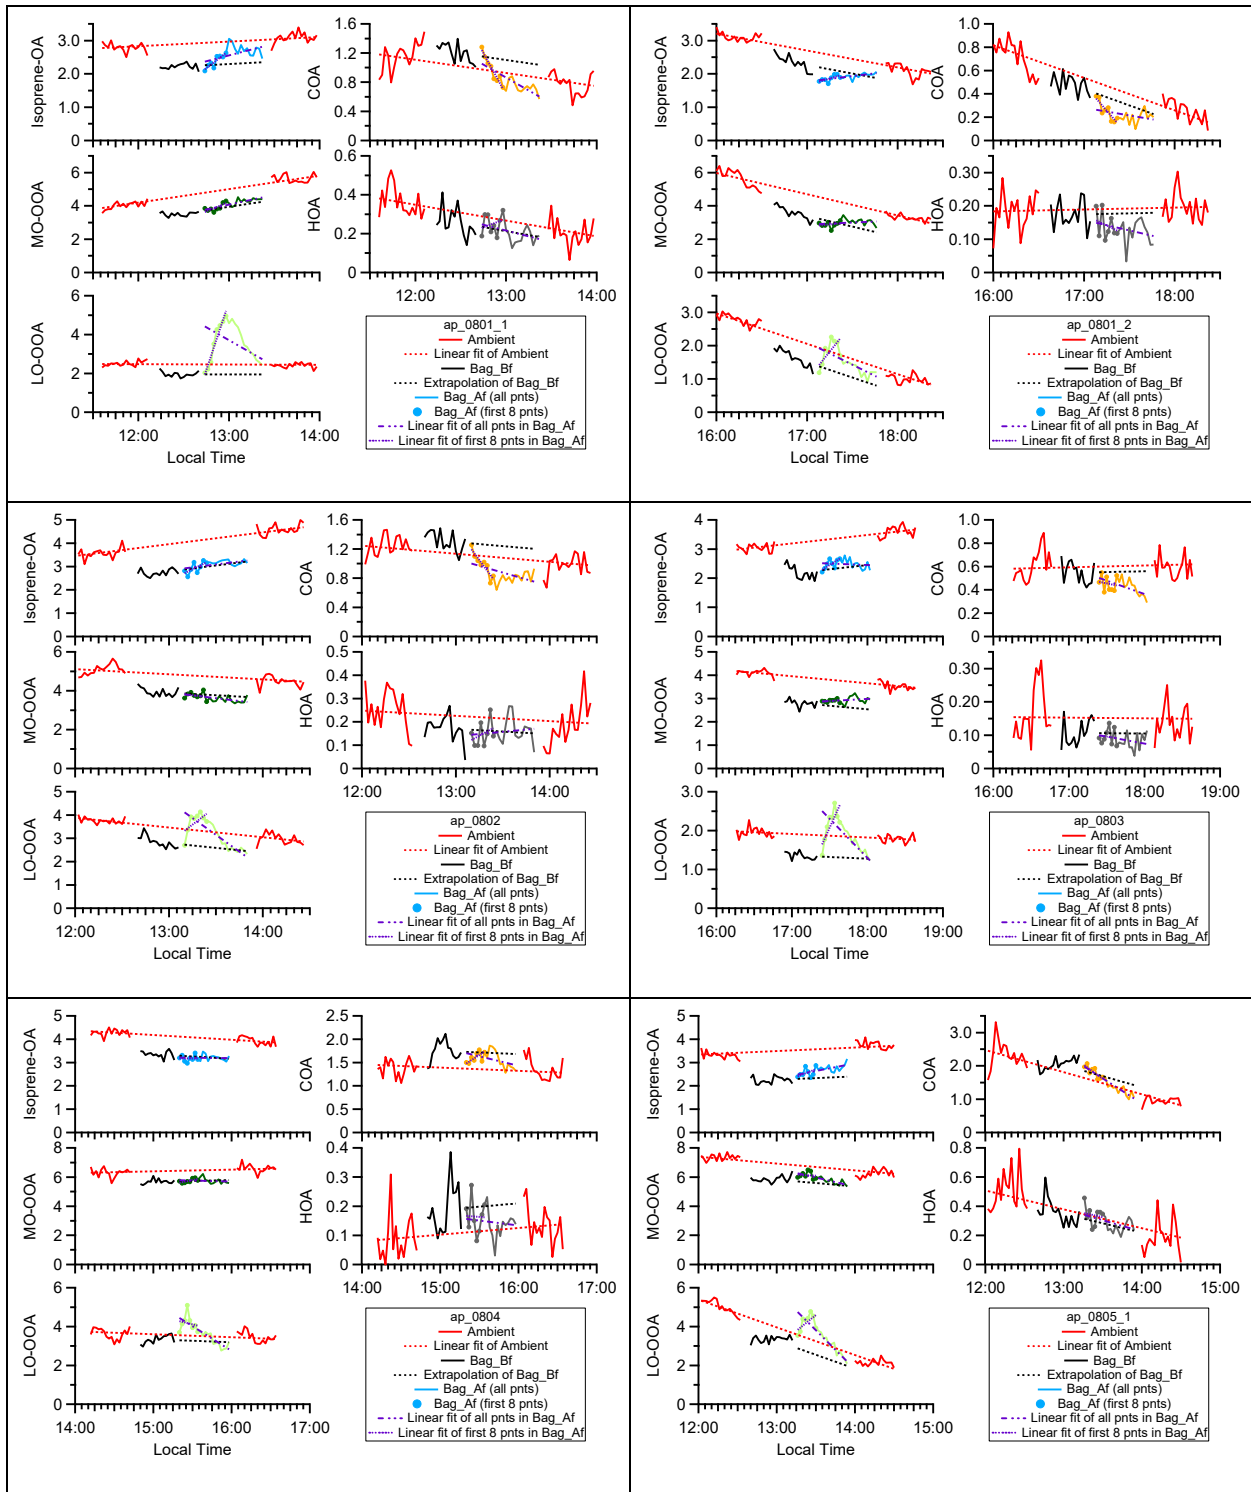 Isoprene-OA
3.0
2.0
1.0
0
COA
1.6
1.2
0.8
0.4
0
MO-OOA
6
4
2
0
HOA
0.6
0.4
0.2
0
12:00 13:00 14:00
LO-OOA
6
4
2
0
12:00 13:00 14:00
Local Time
ap_0801_1
Ambient
Linear fit of Ambient
Bag_Bf
Extrapolation of Bag_Bf
Bag_Af (all pnts)
Bag_Af (first 8 pnts)
Linear fit of all pnts in Bag_Af
Linear fit of first 8 pnts in Bag_Af
Isoprene-OA
3.0
2.0
1.0
0
COA
1.0
0.8
0.6
0.4
0.2
0
MO-OOA
6
4
2
0
HOA
0.30
0.20
0.10
0
16:00 17:00 18:00
LO-OOA
3.0
2.0
1.0
0
16:00 17:00 18:00
Local Time
ap_0801_2
Ambient
Linear fit of Ambient
Bag_Bf
Extrapolation of Bag_Bf
Bag_Af (all pnts)
Bag_Af (first 8 pnts)
Linear fit of all pnts in Bag_Af
Linear fit of first 8 pnts in Bag_Af
Isoprene-OA
5
4
3
2
1
0
COA
1.6
1.2
0.8
0.4
0
MO-OOA
6
4
2
0
HOA
0.5
0.4
0.3
0.2
0.1
0
12:00 13:00 14:00
LO-OOA
5
4
3
2
1
0
12:00 13:00 14:00
Local Time
ap_0802
Ambient
Linear fit of Ambient
Bag_Bf
Extrapolation of Bag_Bf
Bag_Af (all pnts)
Bag_Af (first 8 pnts)
Linear fit of all pnts in Bag_Af
Linear fit of first 8 pnts in Bag_Af
Isoprene-OA
4
3
2
1
0
COA
1.0
0.8
0.6
0.4
0.2
0
MO-OOA
5
4
3
2
1
0
HOA
0.30
0.20
0.10
0
16:00 17:00 18:00 19:00
LO-OOA
3.0
2.0
1.0
0
16:00 17:00 18:00 19:00
Local Time
ap_0803
Ambient
Linear fit of Ambient
Bag_Bf
Extrapolation of Bag_Bf
Bag_Af (all pnts)
Bag_Af (first 8 pnts)
Linear fit of all pnts in Bag_Af
Linear fit of first 8 pnts in Bag_Af
Isoprene-OA
5
4
3
2
1
0
COA
2.5
2.0
1.5
1.0
0.5
0
MO-OOA
8
6
4
2
0
HOA
0.4
0.3
0.2
0.1
0
14:00 15:00 16:00 17:00
LO-OOA
6
4
2
0
14:00 15:00 16:00 17:00
Local Time
ap_0804
Ambient
Linear fit of Ambient
Bag_Bf
Extrapolation of Bag_Bf
Bag_Af (all pnts)
Bag_Af (first 8 pnts)
Linear fit of all pnts in Bag_Af
Linear fit of first 8 pnts in Bag_Af
Isoprene-OA
5
4
3
2
1
0
COA
3.0
2.0
1.0
0
MO-OOA
8
6
4
2
0
HOA
0.8
0.6
0.4
0.2
0
12:00 13:00 14:00 15:00
LO-OOA
6
4
2
0
12:00 13:00 14:00 15:00
Local Time
ap_0805_1
Ambient
Linear fit of Ambient
Bag_Bf
Extrapolation of Bag_Bf
Bag_Af (all pnts)
Bag_Af (first 8 pnts)
Linear fit of all pnts in Bag_Af
Linear fit of first 8 pnts in Bag_Af